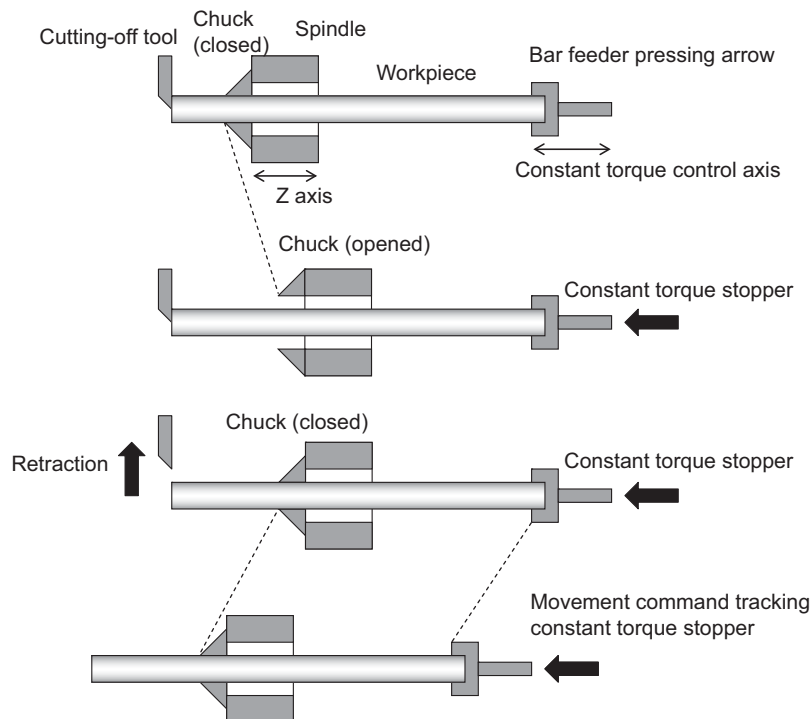 Chuck
(closed)
Spindle
Cutting-off tool
Workpiece
Bar feeder pressing arrow
Constant torque control axis
Z axis
Chuck (opened)
Constant torque stopper
Chuck (closed)
Retraction
Constant torque stopper
Movement command tracking
constant torque stopper